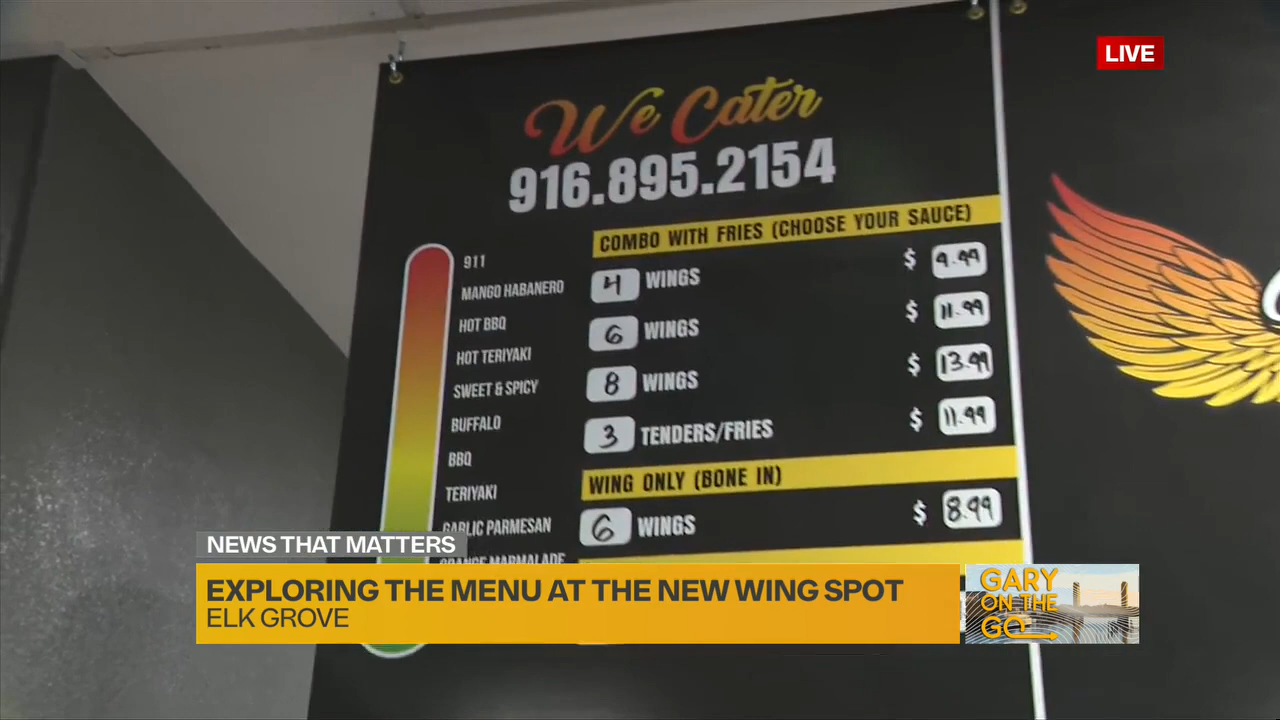 LIVE
We Cater
916.895.2154
COMBO WITH FRIES (CHOOSE YOUR SAUCE)
4 WINGS $ 9.99
6 WINGS $ 11.99
8 WINGS $ 13.99
3 TENDERS/FRIES $ 11.99
WING ONLY (BONE IN)
6 WINGS $ 8.99
911
MANGO HABANERO
HOT BBQ
HOT TERIYAKI
SWEET & SPICY
BUFFALO
BBQ
TERIYAKI
GARLIC PARMESAN
ORANGE MARMALADE
NEWS THAT MATTERS
EXPLORING THE MENU AT THE NEW WING SPOT
ELK GROVE
GARY
ON THE
GO